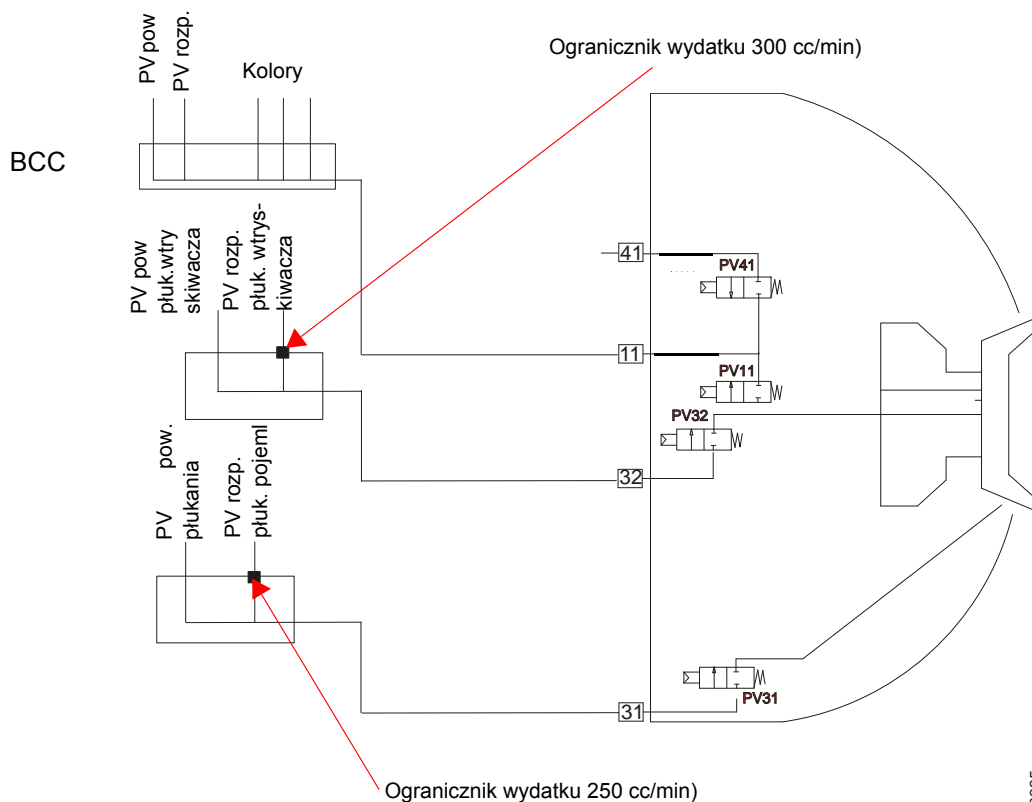 Ogranicznik wydatku 300 cc/min)
PV pow
PV rozp.
Kolory
BCC
PV pow
płuk.wtry
skiwacza
PV rozp.
płuk. wtrys-
kiwacza
41
PV41
11
PV11
PV32
32
PV pow.
płukania
PV rozp.
płuk. pojeml
PV31
31
Ogranicznik wydatku 250 cc/min)